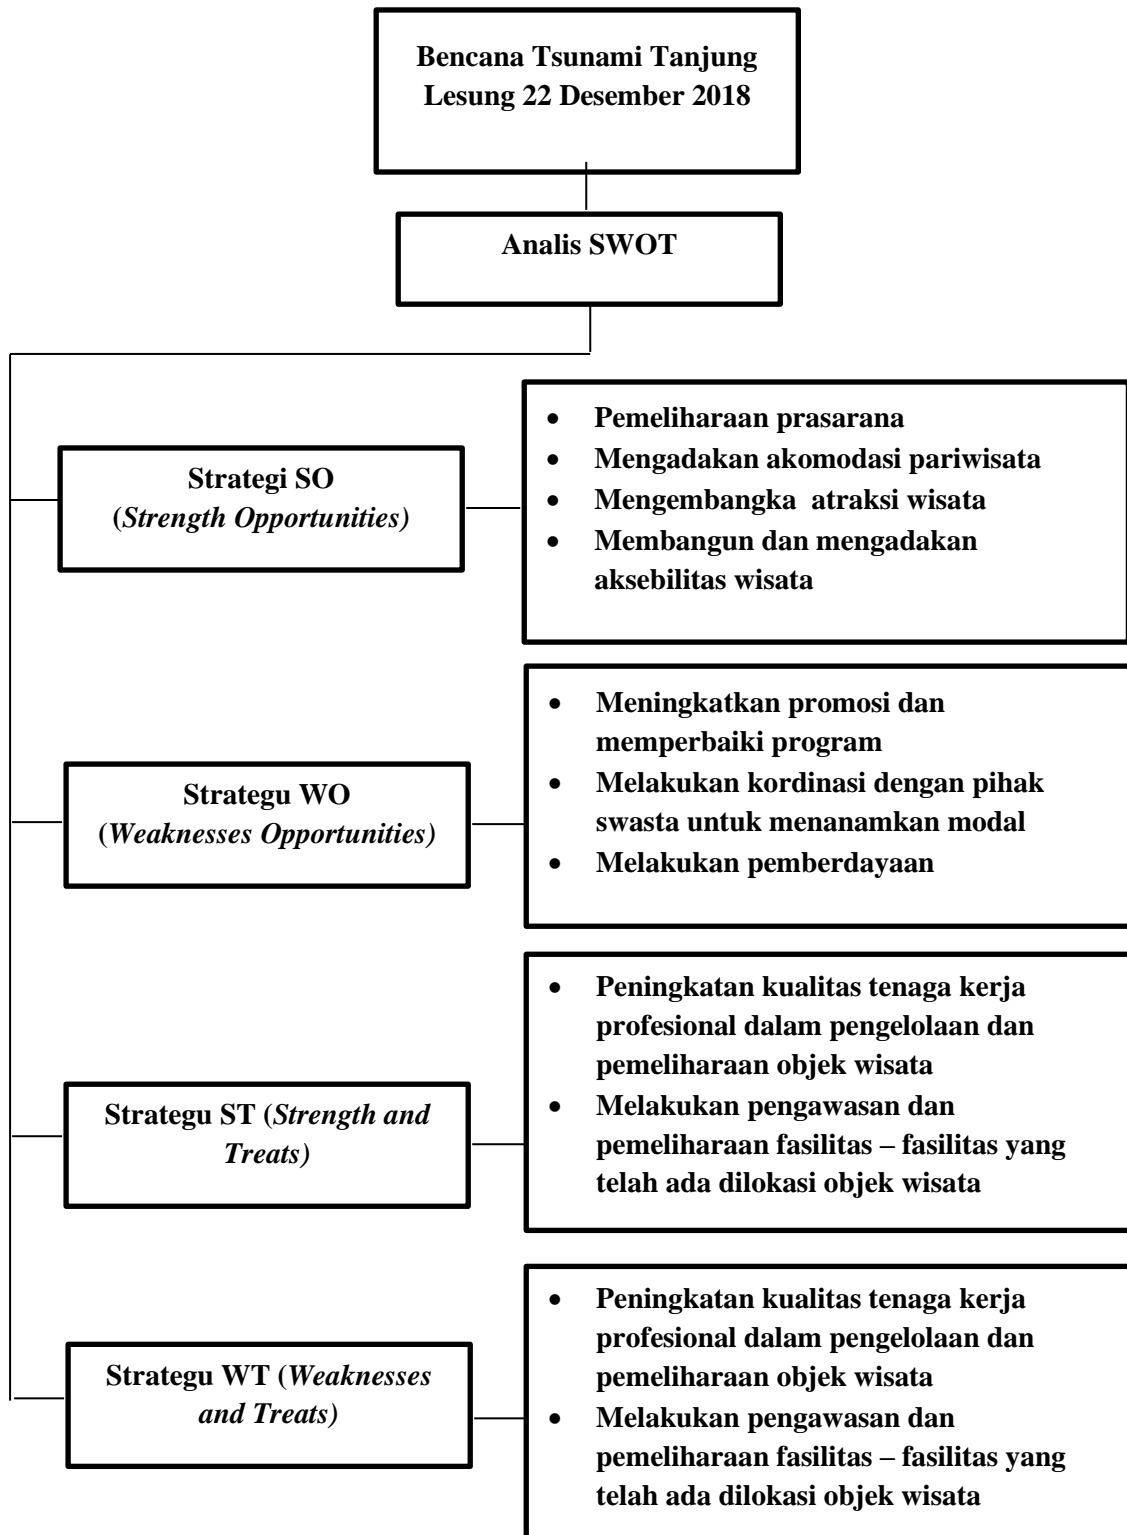 Bencana Tsunami Tanjung
Lesung 22 Desember 2018
Analis SWOT
Strategi SO
(Strength Opportunities)
• Pemeliharaan prasarana
• Mengadakan akomodasi pariwisata
• Mengembangka  atraksi wisata
• Membangun dan mengadakan
aksebilitas wisata
Strategu WO
(Weaknesses Opportunities)
• Meningkatkan promosi dan
memperbaiki program
• Melakukan kordinasi dengan pihak
swasta untuk menanamkan modal
• Melakukan pemberdayaan
Strategu ST (Strength and
Treats)
• Peningkatan kualitas tenaga kerja
profesional dalam pengelolaan dan
pemeliharaan objek wisata
• Melakukan pengawasan dan
pemeliharaan fasilitas – fasilitas yang
telah ada dilokasi objek wisata
Strategu WT (Weaknesses
and Treats)
• Peningkatan kualitas tenaga kerja
profesional dalam pengelolaan dan
pemeliharaan objek wisata
• Melakukan pengawasan dan
pemeliharaan fasilitas – fasilitas yang
telah ada dilokasi objek wisata